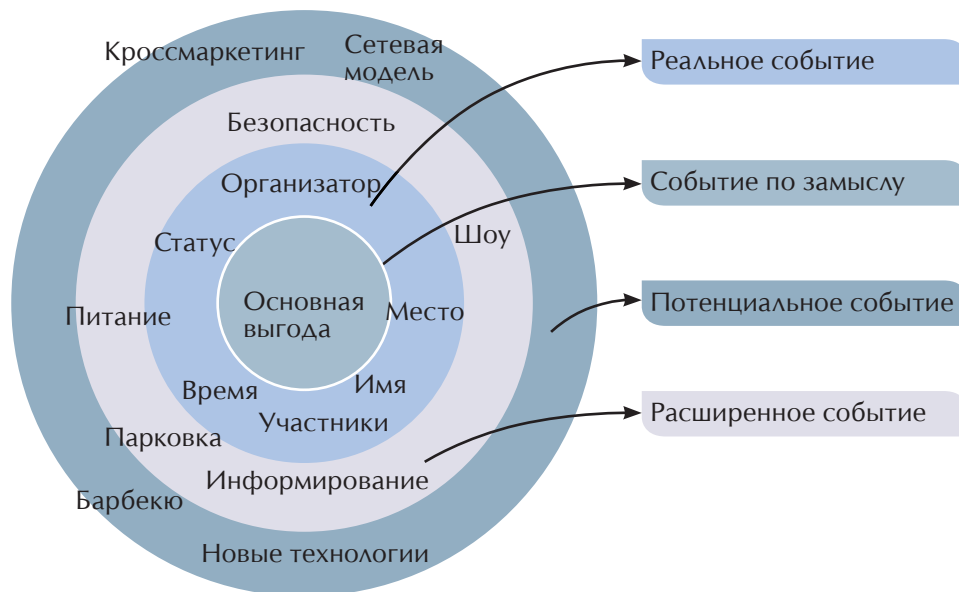 Кроссмаркетинг
Сетевая
модель
Реальное событие
Безопасность
Организатор
Событие по замыслу
Статус
Шоу
Основная
выгода
Место
Питание
Потенциальное событие
Время
Имя
Участники
Расширенное событие
Парковка
Информирование
Барбекю
Новые технологии